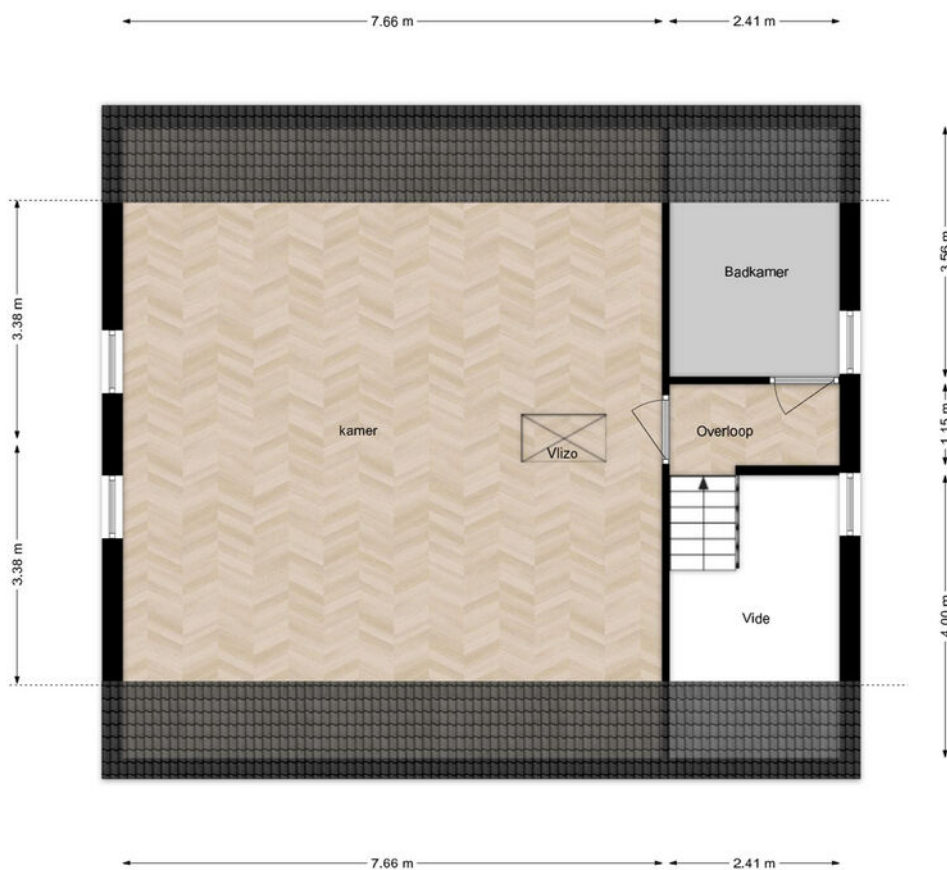 7.66 m
2.41 m
3.38 m
3.56 m
Badkamer
kamer
Vlizo
Overloop
1.15 m
3.38 m
Vide
4.00 m
7.66 m
2.41 m